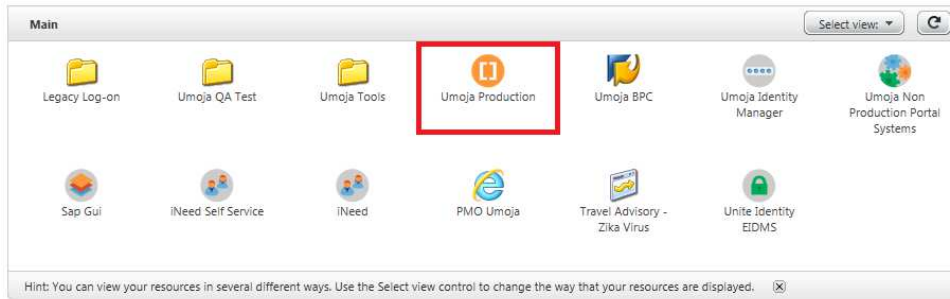 Main
Select view:
Legacy Log-on
Umoja QA Test
Umoja Tools
Umoja Production
Umoja BPC
Umoja Identity
Manager
Umoja Non
Production Portal
Systems
Sap Gui
iNeed Self Service
iNeed
PMO Umoja
Travel Advisory -
Zika Virus
Unite Identity
EIDMS
Hint: You can view your resources in several different ways. Use the Select view control to change the way that your resources are displayed.